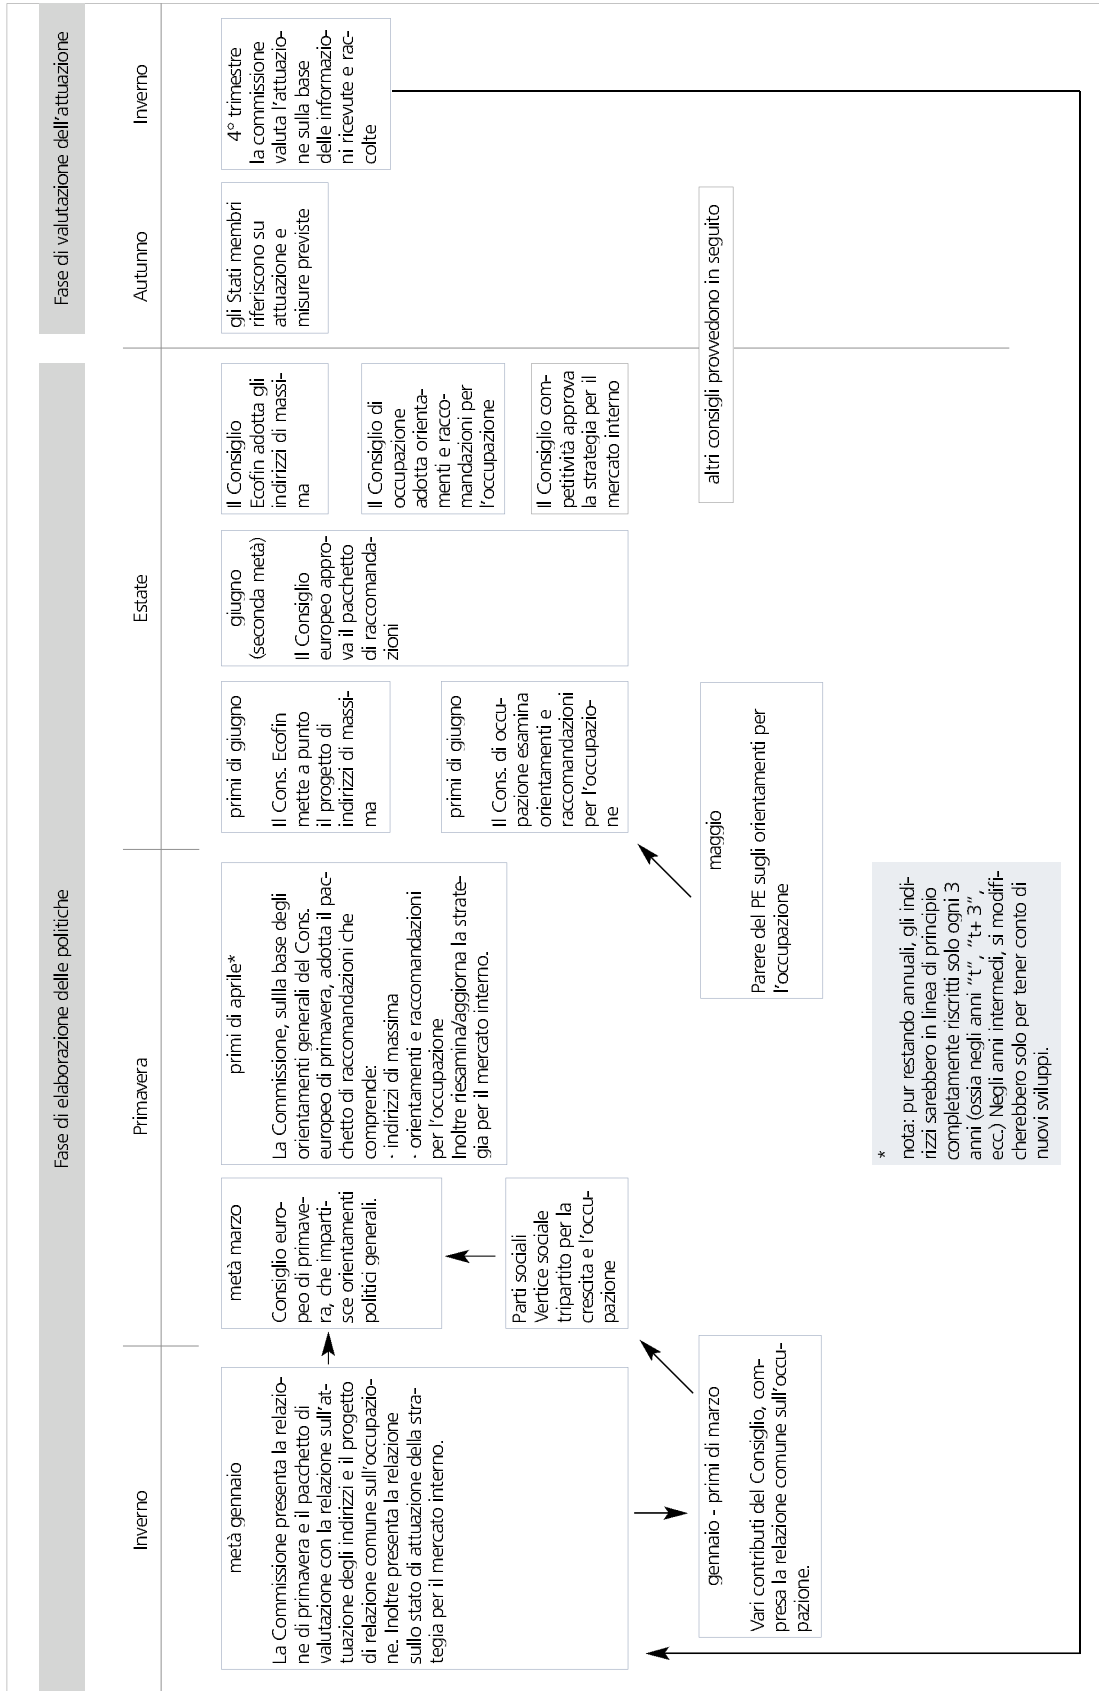 Fase di elaborazione delle politiche
Fase di valutazione dell'attuazione
Inverno
Primavera
Estate
Autunno
Inverno
metà gennaio
La Commissione presenta la relazio-
ne di primavera e il pacchetto di
valutazione con la relazione sull'at-
tuazione degli indirizzi e il progetto
di relazione comune sull'occupazio-
ne. Inoltre presenta la relazione
sullo stato di attuazione della stra-
tegia per il mercato interno.
gennaio - primi di marzo
Vari contributi del Consiglio, com-
presa la relazione comune sull'occu-
pazione.
metà marzo
Consiglio euro-
peo di primave-
ra, che imparti-
sce orientamenti
politici generali.
Parti sociali
Vertice sociale
tripartito per la
crescita e l'occu-
pazione
primi di aprile*
La Commissione, sullla base degli
orientamenti generali del Cons.
europeo di primavera, adotta il pac-
chetto di raccomandazioni che
comprende:
· indirizzi di massima
· orientamenti e raccomandazioni
per l'occupazione
Inoltre riesamina/aggiorna la strate-
gia per il mercato interno.
maggio
Parere del PE sugli orientamenti per
l'occupazione
primi di giugno
Il Cons. Ecofin
mette a punto
il progetto di
indirizzi di massi-
ma
primi di giugno
Il Cons. di occu-
pazione esamina
orientamenti e
raccomandazioni
per l'occupazio-
ne
giugno
(seconda metà)
Il Consiglio
europeo appro-
va il pacchetto
di raccomanda-
zioni
Il Consiglio
Ecofin adotta gli
indirizzi di massi-
ma
Il Consiglio di
occupazione
adotta orienta-
menti e racco-
mandazioni per
l'occupazione
Il Consiglio com-
petitività approva
la strategia per il
mercato interno
altri consigli provvedono in seguito
gli Stati membri
riferiscono su
attuazione e
misure previste
4° trimestre
la commissione
valuta l'attuazio-
ne sulla base
delle informazio-
ni ricevute e rac-
colte
*
nota: pur restando annuali, gli indi-
rizzi sarebbero in linea di principio
completamente riscritti solo ogni 3
anni (ossia negli anni "t", "t+ 3",
ecc.) Negli anni intermedi, si modifi-
cherebbero solo per tener conto di
nuovi sviluppi.